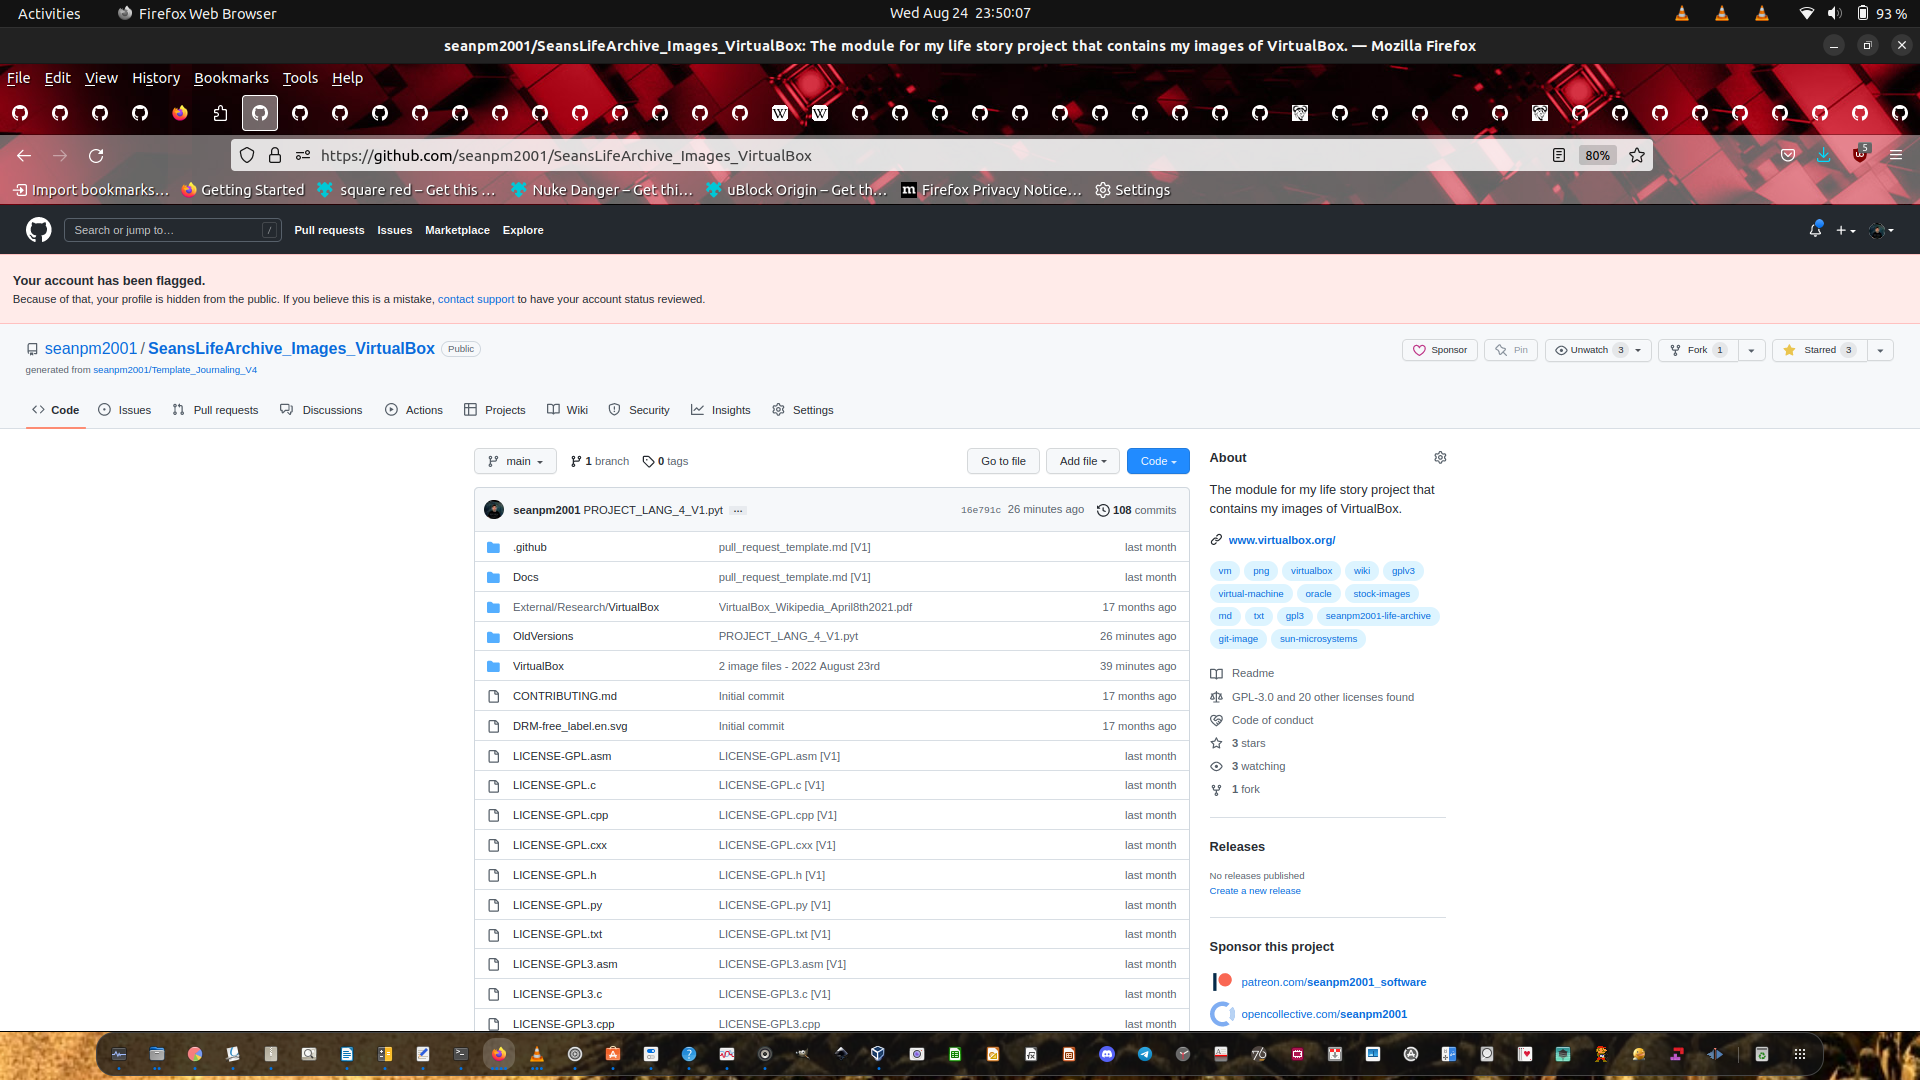 Activities
Firefox Web Browser
Wed Aug 24  23:50:07
93 %
seanpm2001/SeansLifeArchive_Images_VirtualBox: The module for my life story project that contains my images of VirtualBox. — Mozilla Firefox
File Edit View History Bookmarks Tools Help
https://github.com/seanpm2001/SeansLifeArchive_Images_VirtualBox
80%
5
Import bookmarks…
Getting Started
square red – Get this …
Nuke Danger – Get thi…
uBlock Origin – Get th…
Firefox Privacy Notice…
Settings
Search or jump to…
/
Pull requests
Issues
Marketplace
Explore
Your account has been flagged.
Because of that, your profile is hidden from the public. If you believe this is a mistake, contact support to have your account status reviewed.
seanpm2001 / SeansLifeArchive_Images_VirtualBox Public
generated from seanpm2001/Template_Journaling_V4
Sponsor
Pin
Unwatch 3
Fork 1
Starred 3
Code
Issues
Pull requests
Discussions
Actions
Projects
Wiki
Security
Insights
Settings
main
1 branch
0 tags
Go to file
Add file
Code
seanpm2001 PROJECT_LANG_4_V1.pyt …
16e791c 26 minutes ago
108 commits
.github pull_request_template.md [V1] last month
Docs pull_request_template.md [V1] last month
External/Research/VirtualBox VirtualBox_Wikipedia_April8th2021.pdf 17 months ago
OldVersions PROJECT_LANG_4_V1.pyt 26 minutes ago
VirtualBox 2 image files - 2022 August 23rd 39 minutes ago
CONTRIBUTING.md Initial commit 17 months ago
DRM-free_label.en.svg Initial commit 17 months ago
LICENSE-GPL.asm LICENSE-GPL.asm [V1] last month
LICENSE-GPL.c LICENSE-GPL.c [V1] last month
LICENSE-GPL.cpp LICENSE-GPL.cpp [V1] last month
LICENSE-GPL.cxx LICENSE-GPL.cxx [V1] last month
LICENSE-GPL.h LICENSE-GPL.h [V1] last month
LICENSE-GPL.py LICENSE-GPL.py [V1] last month
LICENSE-GPL.txt LICENSE-GPL.txt [V1] last month
LICENSE-GPL3.asm LICENSE-GPL3.asm [V1] last month
LICENSE-GPL3.c LICENSE-GPL3.c [V1] last month
LICENSE-GPL3.cpp LICENSE-GPL3.cpp last month
About
The module for my life story project that
contains my images of VirtualBox.
www.virtualbox.org/
vm png virtualbox wiki gplv3
virtual-machine oracle stock-images
md txt gpl3 seanpm2001-life-archive
git-image sun-microsystems
Readme
GPL-3.0 and 20 other licenses found
Code of conduct
3 stars
3 watching
1 fork
Releases
No releases published
Create a new release
Sponsor this project
patreon.com/seanpm2001_software
opencollective.com/seanpm2001